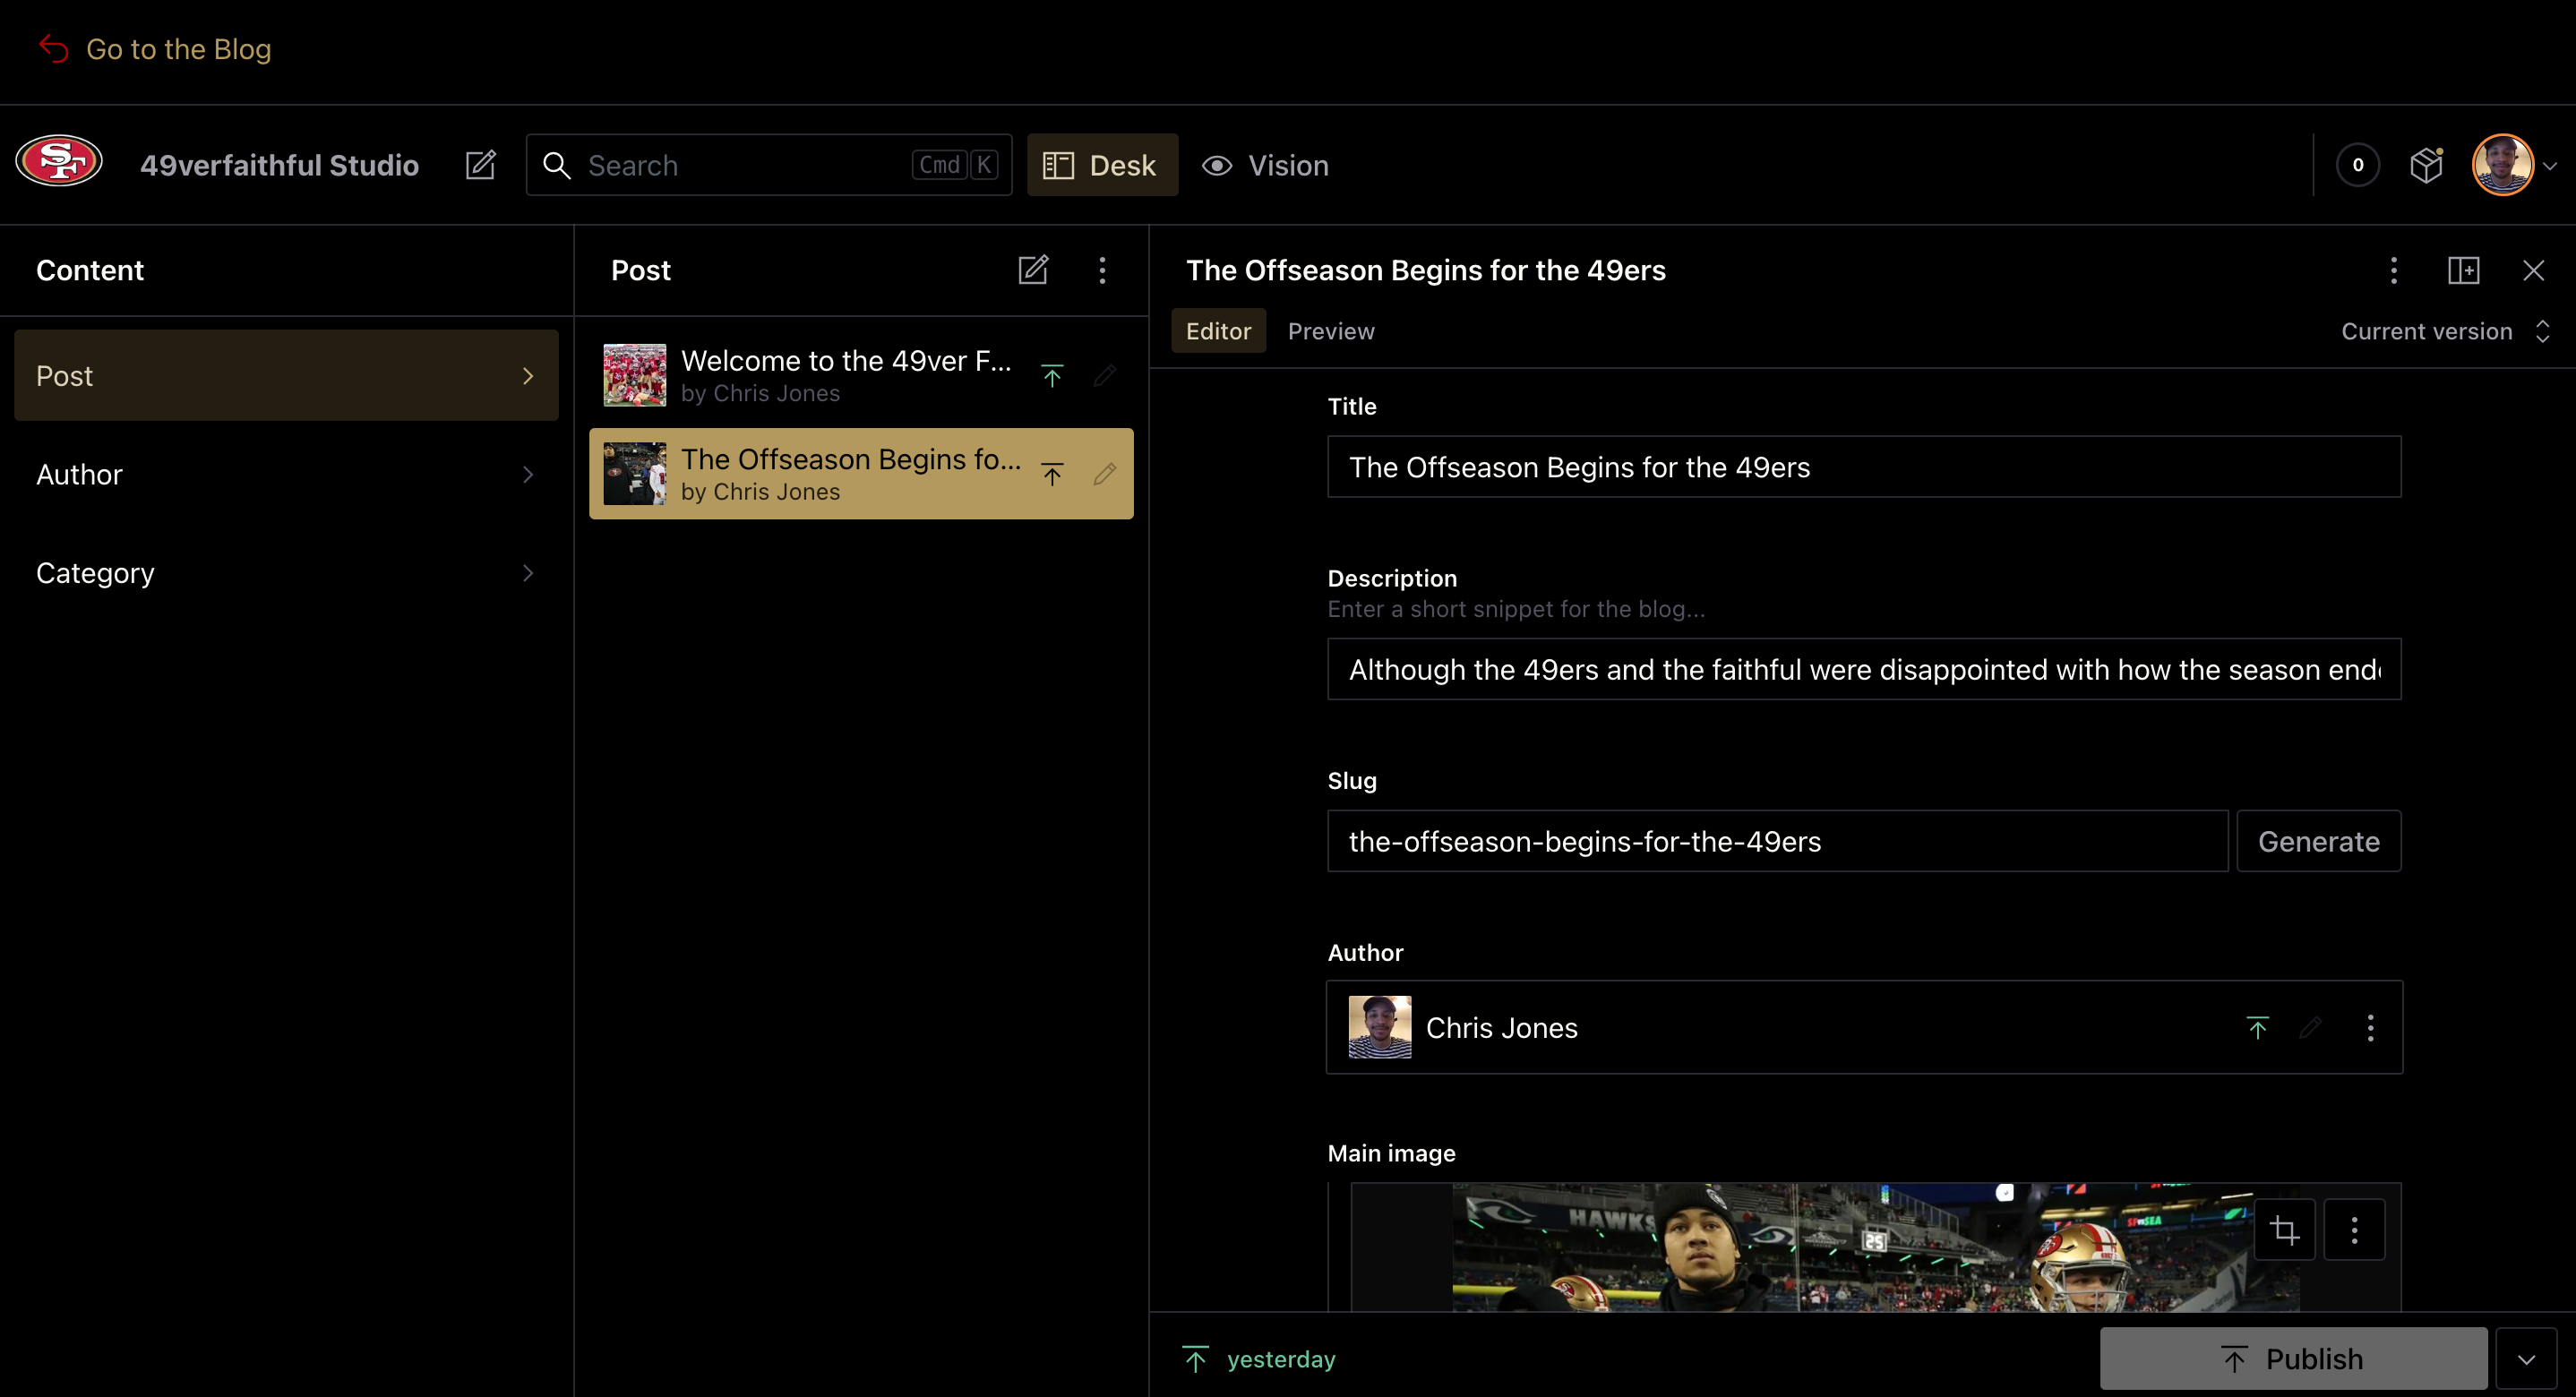 Go to the Blog
SF
49verfaithful Studio
Search
Cmd K
Desk
Vision
0
Content
Post
Author
Category
Post
Welcome to the 49ver F...
by Chris Jones
The Offseason Begins fo...
by Chris Jones
The Offseason Begins for the 49ers
Editor
Preview
Current version
Title
The Offseason Begins for the 49ers
Description
Enter a short snippet for the blog...
Although the 49ers and the faithful were disappointed with how the season ende
Slug
the-offseason-begins-for-the-49ers
Generate
Author
Chris Jones
Main image
HAWKS
25
yesterday
Publish